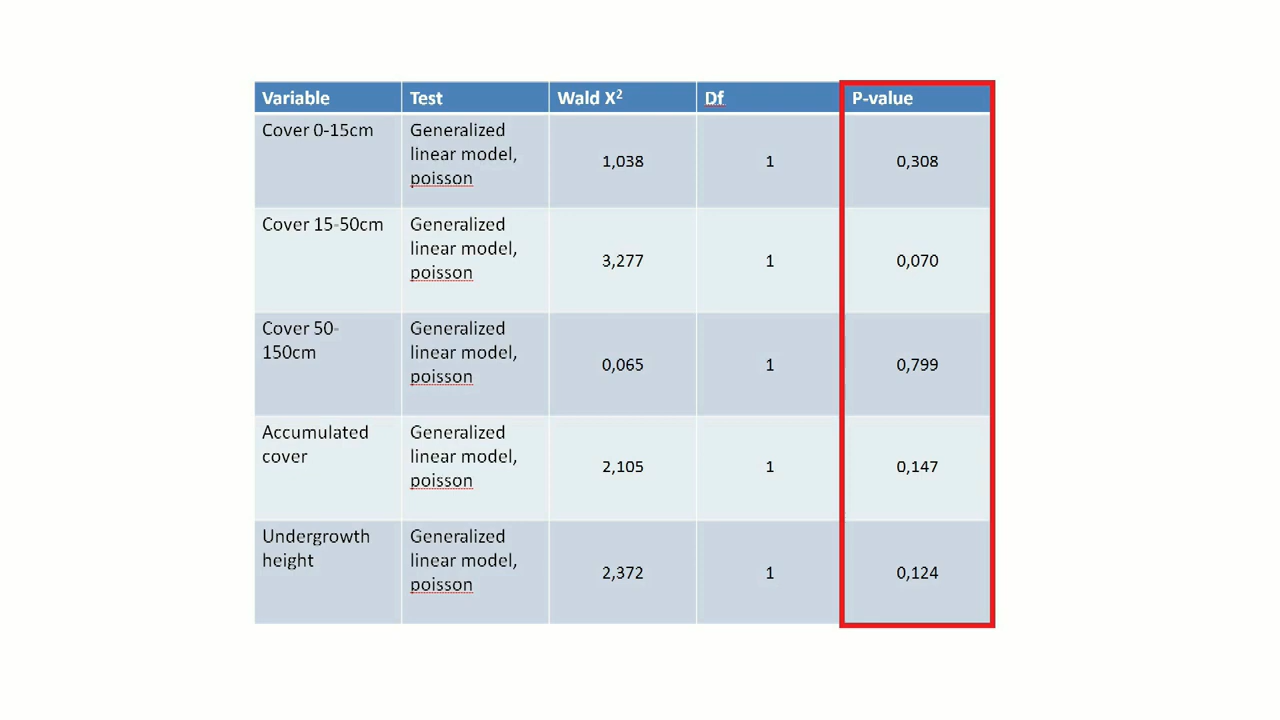 Variable Test Wald X² Df P-value
Cover 0-15cm Generalized
linear model,
poisson 1,038 1 0,308
Cover 15-50cm Generalized
linear model,
poisson 3,277 1 0,070
Cover 50- Generalized
150cm linear model,
poisson 0,065 1 0,799
Accumulated Generalized
cover linear model,
poisson 2,105 1 0,147
Undergrowth Generalized
height linear model,
poisson 2,372 1 0,124